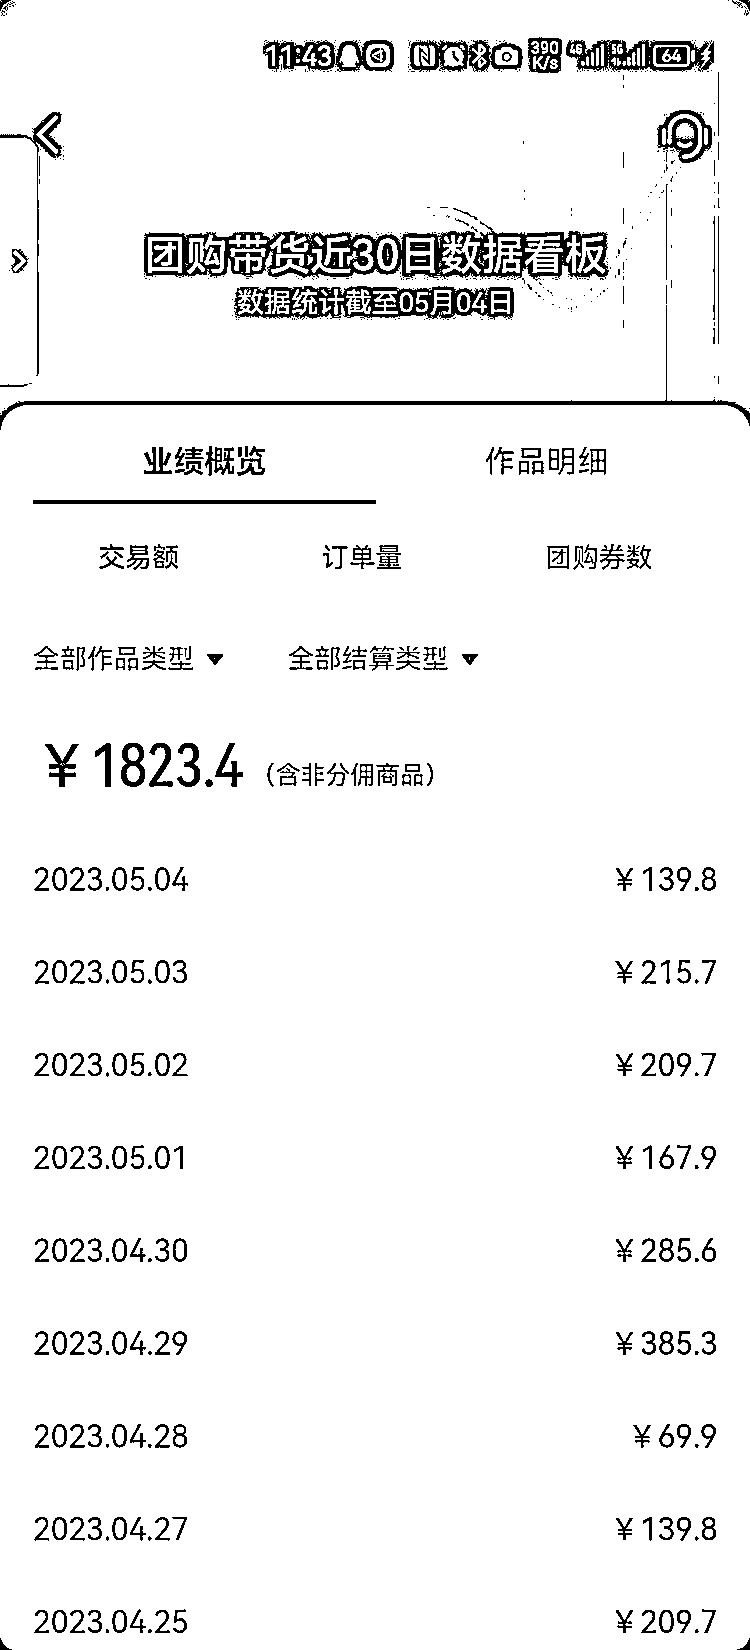 11:43 390 K/s 4G 5G 64
团购带货近30日数据看板
数据统计截至05月04日
业绩概览 作品明细
交易额 订单量 团购券数
全部作品类型 全部结算类型
¥1823.4（含非分佣商品）
2023.05.04 ¥139.8
2023.05.03 ¥215.7
2023.05.02 ¥209.7
2023.05.01 ¥167.9
2023.04.30 ¥285.6
2023.04.29 ¥385.3
2023.04.28 ¥69.9
2023.04.27 ¥139.8
2023.04.25 ¥209.7